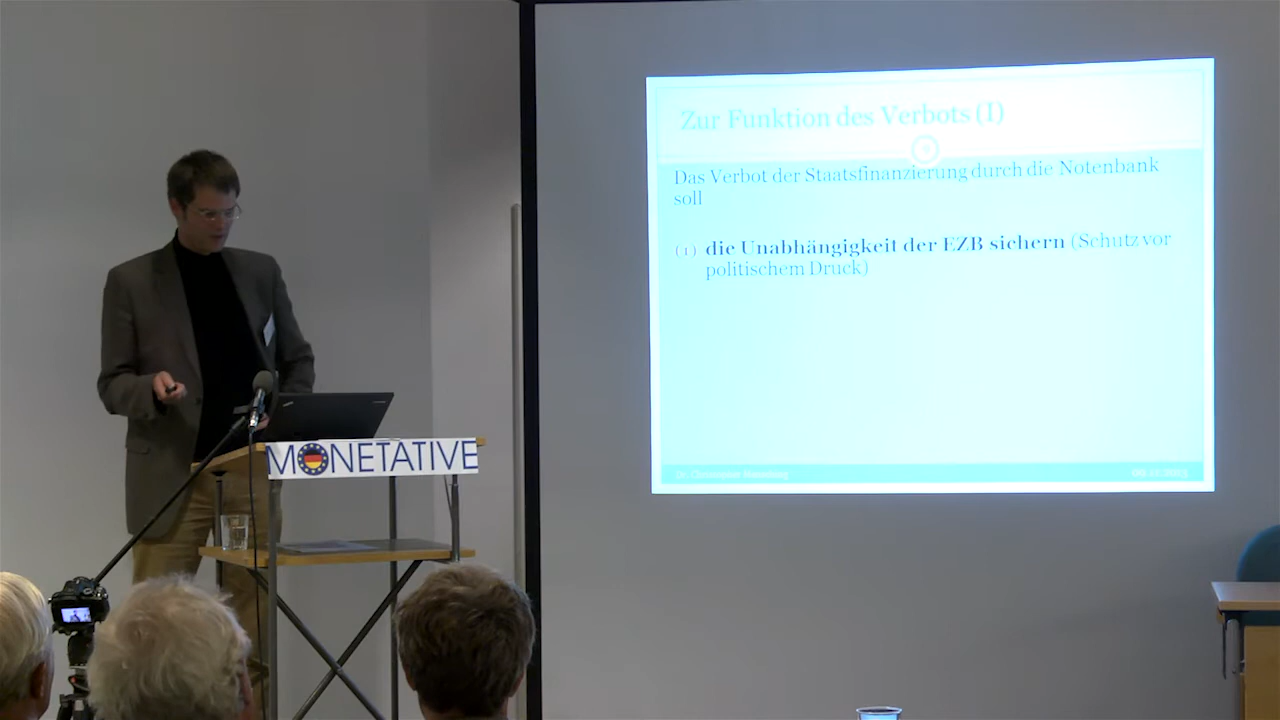 Zur Funktion des Verbots (I)
Das Verbot der Staatsfinanzierung durch die Notenbank
soll
(1) die Unabhängigkeit der EZB sichern (Schutz vor
politischem Druck)
MONETATIVE